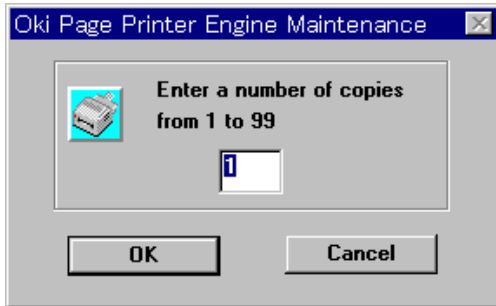 Oki Page Printer Engine Maintenance
Enter a number of copies
from 1 to 99
1
OK
Cancel